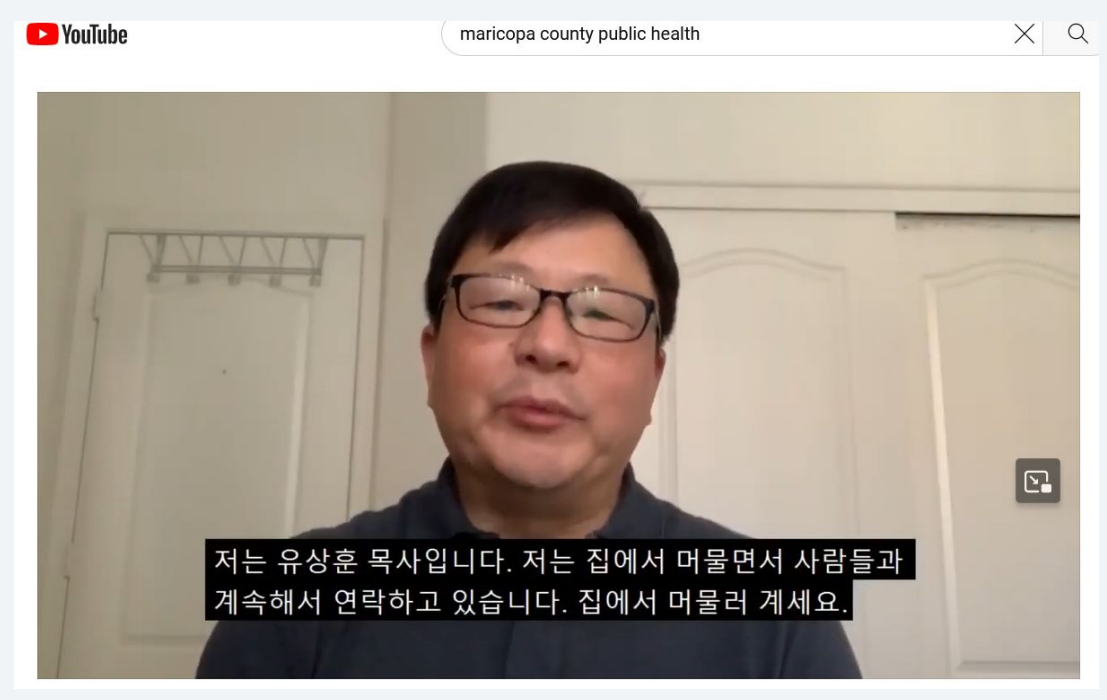 YouTube
maricopa county public health
저는 유상훈 목사입니다. 저는 집에서 머물면서 사람들과
계속해서 연락하고 있습니다. 집에서 머물러 계세요.